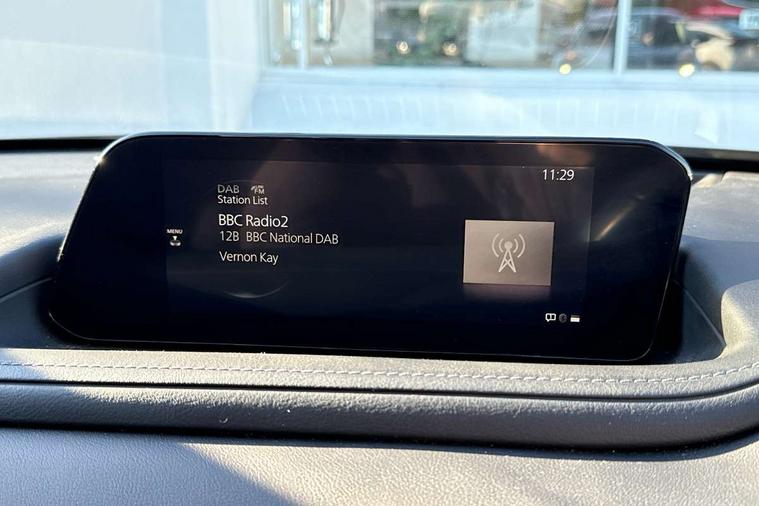 11:29
DAB FM
Station List
BBC Radio2
MENU
12B BBC National DAB
Vernon Kay